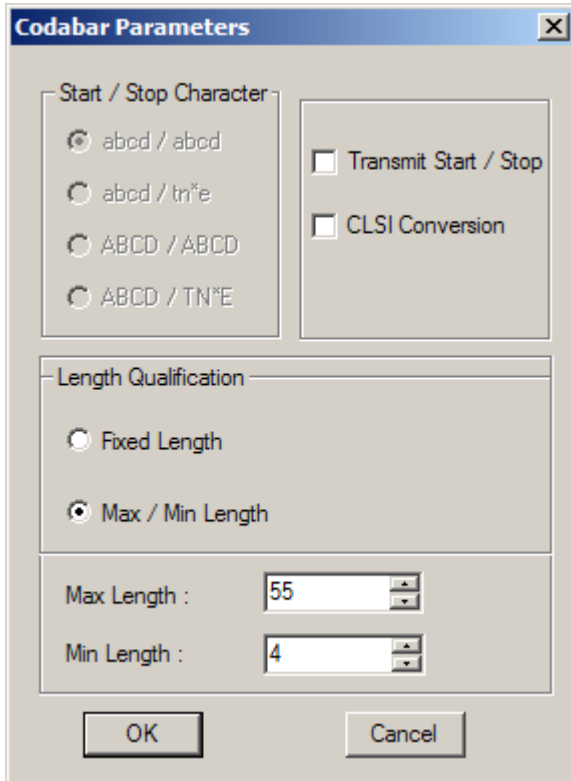 Codabar Parameters
Start / Stop Character
abcd / abcd
abcd / tn*e
ABCD / ABCD
ABCD / TN*E
Transmit Start / Stop
CLSI Conversion
Length Qualification
Fixed Length
Max / Min Length
Max Length : 55
Min Length : 4
OK Cancel